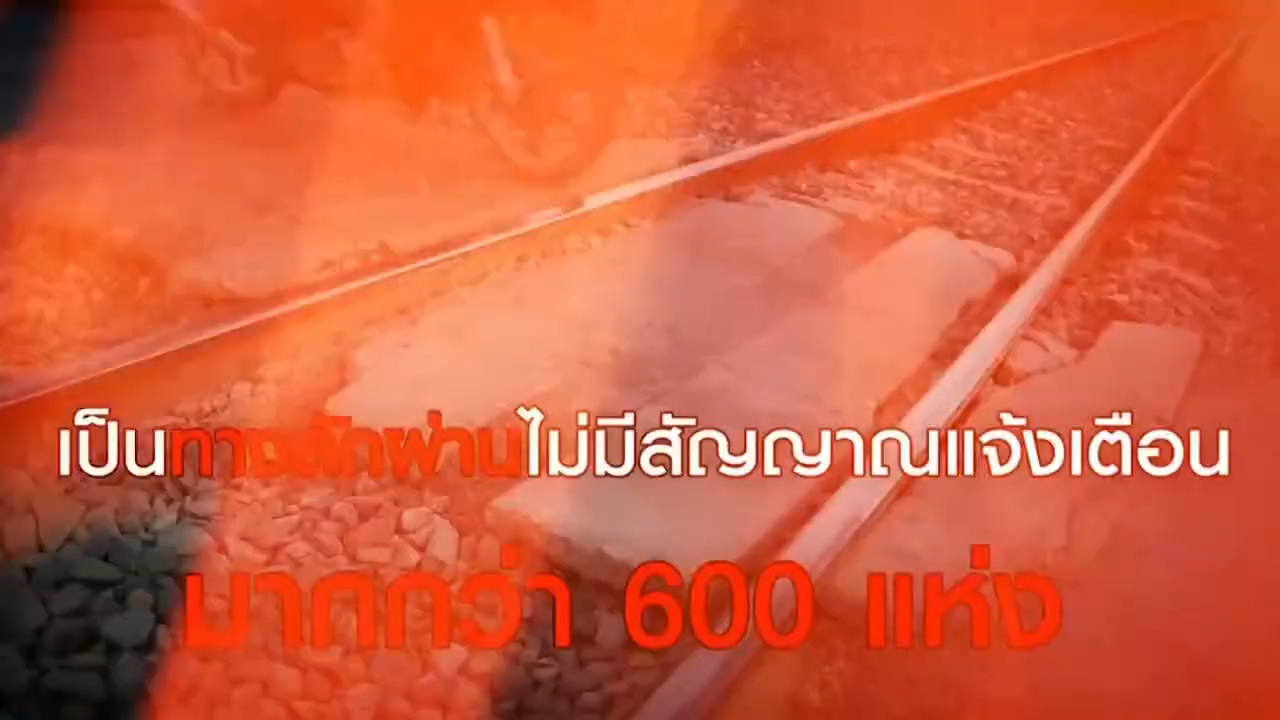 เป็นทางลักผ่านไม่มีสัญญาณแจ้งเตือน
มากกว่า 600 แห่ง